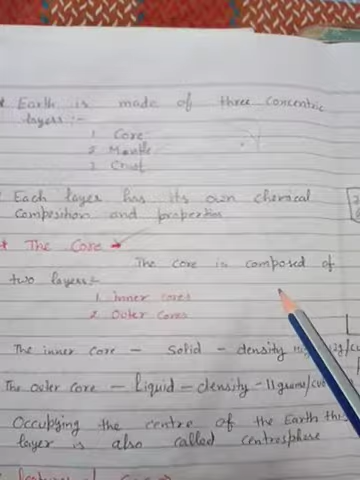 * Earth is made of three concentric
layers :-
1 Core
2 Mantle
3 Crust
Each layer has its own chemical
composition and properties
* The Core →
The core is composed of
two layers:-
1. inner cores
2 Outer cores
The inner core - Solid - density
The outer core - Liquid - density - 11 grams/cu
Occupying the centre of the Earth this
layer is also called centrosphere